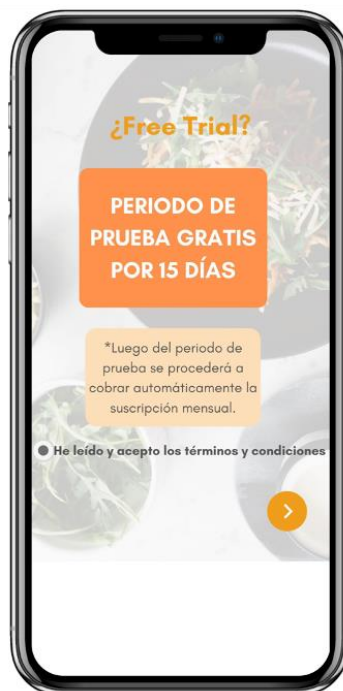 ¿Free Trial?
PERIODO DE
PRUEBA GRATIS
POR 15 DÍAS
*Luego del periodo de
prueba se procederá a
cobrar automáticamente la
suscripción mensual.
He leído y acepto los términos y condiciones